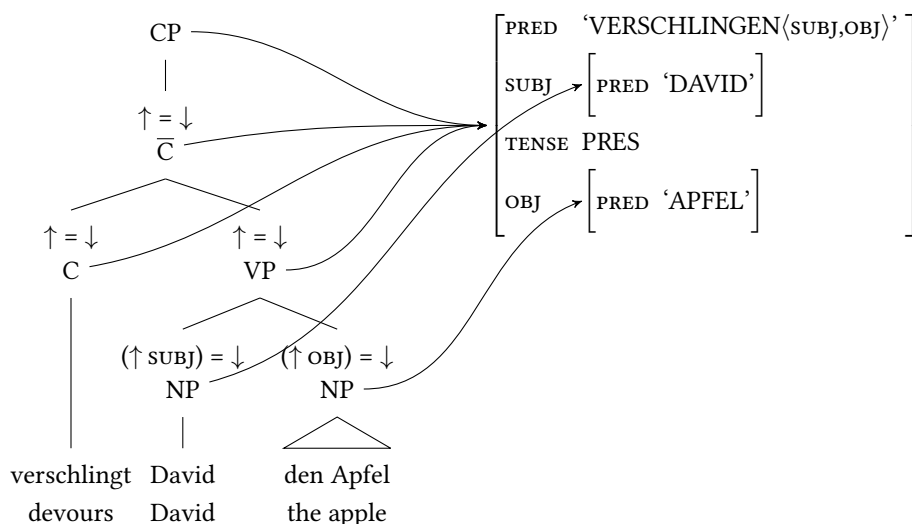 CP
↑ = ↓
C̅
↑ = ↓ ↑ = ↓
C VP
(↑ SUBJ) = ↓ (↑ OBJ) = ↓
NP NP
verschlingt David den Apfel
devours David the apple
PRED ‘VERSCHLINGEN⟨SUBJ,OBJ⟩’
SUBJ [PRED ‘DAVID’]
TENSE PRES
OBJ [PRED ‘APFEL’]